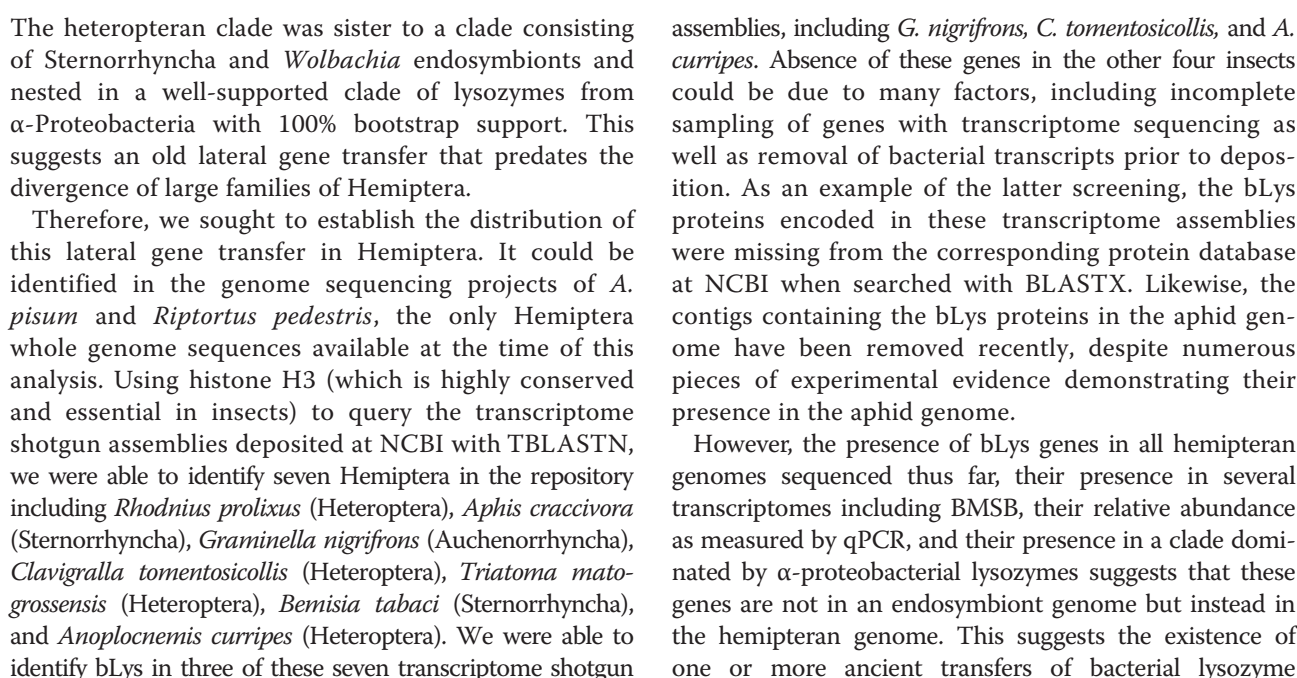 The heteropteran clade was sister to a clade consisting
of Sternorrhyncha and Wolbachia endosymbionts and
nested in a well-supported clade of lysozymes from
α-Proteobacteria with 100% bootstrap support. This
suggests an old lateral gene transfer that predates the
divergence of large families of Hemiptera.
Therefore, we sought to establish the distribution of
this lateral gene transfer in Hemiptera. It could be
identified in the genome sequencing projects of A.
pisum and Riptortus pedestris, the only Hemiptera
whole genome sequences available at the time of this
analysis. Using histone H3 (which is highly conserved
and essential in insects) to query the transcriptome
shotgun assemblies deposited at NCBI with TBLASTN,
we were able to identify seven Hemiptera in the repository
including Rhodnius prolixus (Heteroptera), Aphis craccivora
(Sternorrhyncha), Graminella nigrifrons (Auchenorrhyncha),
Clavigralla tomentosicollis (Heteroptera), Triatoma mato-
grossensis (Heteroptera), Bemisia tabaci (Sternorrhyncha),
and Anoplocnemis curripes (Heteroptera). We were able to
identify bLys in three of these seven transcriptome shotgun
assemblies, including G. nigrifrons, C. tomentosicollis, and A.
curripes. Absence of these genes in the other four insects
could be due to many factors, including incomplete
sampling of genes with transcriptome sequencing as
well as removal of bacterial transcripts prior to depos-
ition. As an example of the latter screening, the bLys
proteins encoded in these transcriptome assemblies
were missing from the corresponding protein database
at NCBI when searched with BLASTX. Likewise, the
contigs containing the bLys proteins in the aphid gen-
ome have been removed recently, despite numerous
pieces of experimental evidence demonstrating their
presence in the aphid genome.
However, the presence of bLys genes in all hemipteran
genomes sequenced thus far, their presence in several
transcriptomes including BMSB, their relative abundance
as measured by qPCR, and their presence in a clade domi-
nated by α-proteobacterial lysozymes suggests that these
genes are not in an endosymbiont genome but instead in
the hemipteran genome. This suggests the existence of
one or more ancient transfers of bacterial lysozyme